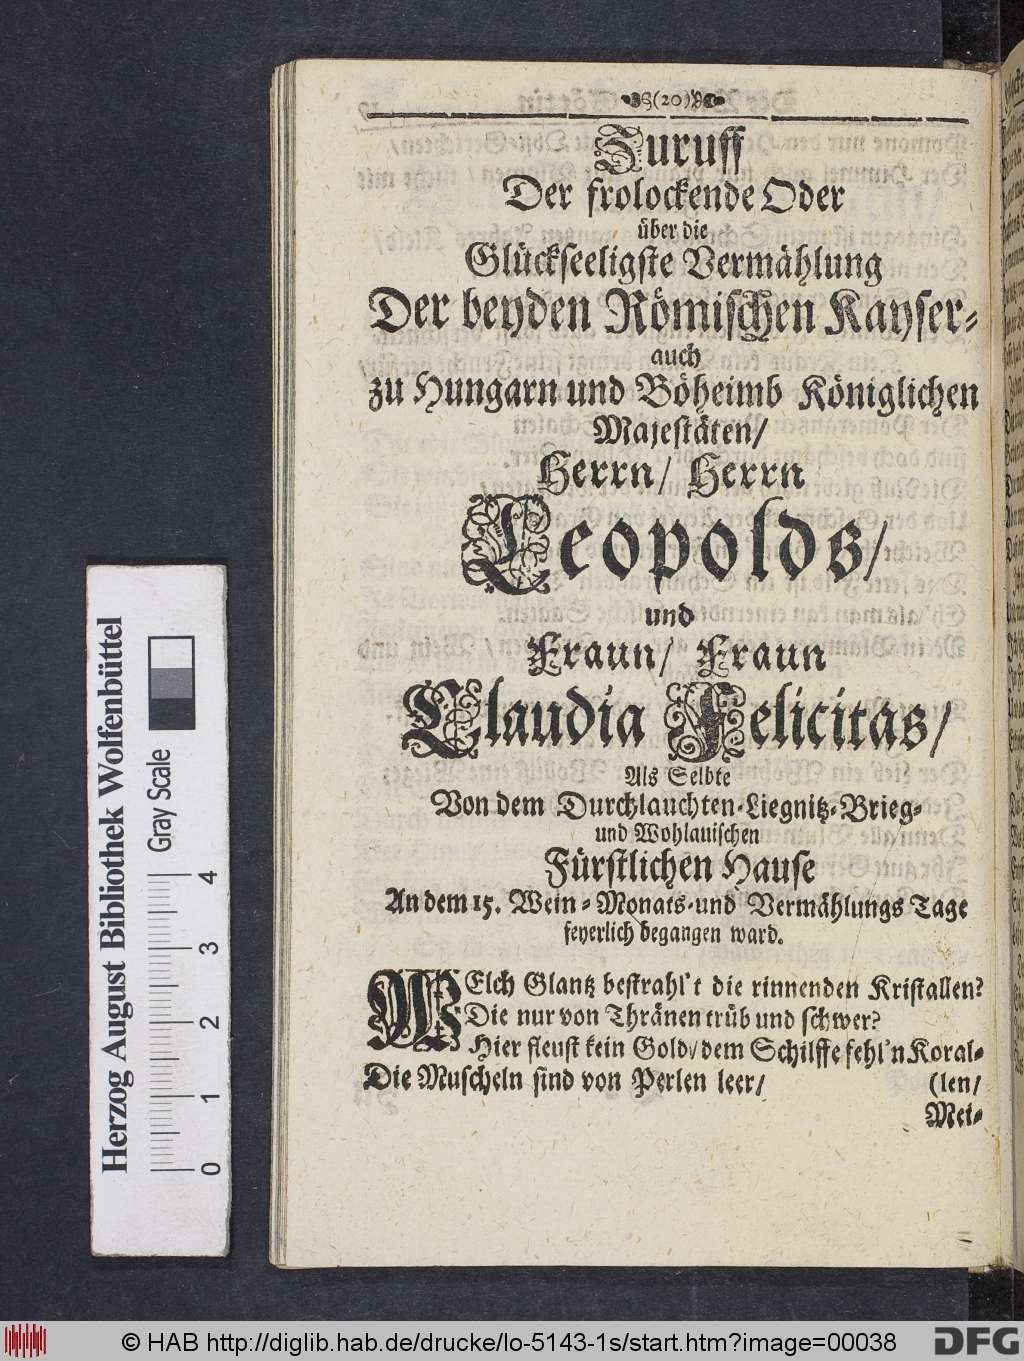 (20)
Zuruff
Der frolockende Oder
über die
Glückseeligste Vermählung
Der beyden Römischen Kayser-
auch
zu Hungarn und Böheimb Königlichen
Majestäten/
Herrn/ Herrn
Leopolds/
und
Fraun/ Fraun
Claudia Felicitas/
Als Selbte
Von dem Durchlauchten-Liegnitz-Brieg-
und Wohlauischen
Fürstlichen Hause
An dem 15. Wein-Monats-und Vermählungs Tage
feyerlich begangen ward.
WElch Glantz bestrahl't die rinnenden Kristallen?
Die nur von Thränen trüb und schwer?
Hier fleust kein Gold/dem Schilffe fehl'n Koral-
Die Muscheln sind von Perlen leer/ (len/
Mei-
Herzog August Bibliothek Wolfenbüttel
Gray Scale
0 1 2 3 4
© HAB http://diglib.hab.de/drucke/lo-5143-1s/start.htm?image=00038
DFG